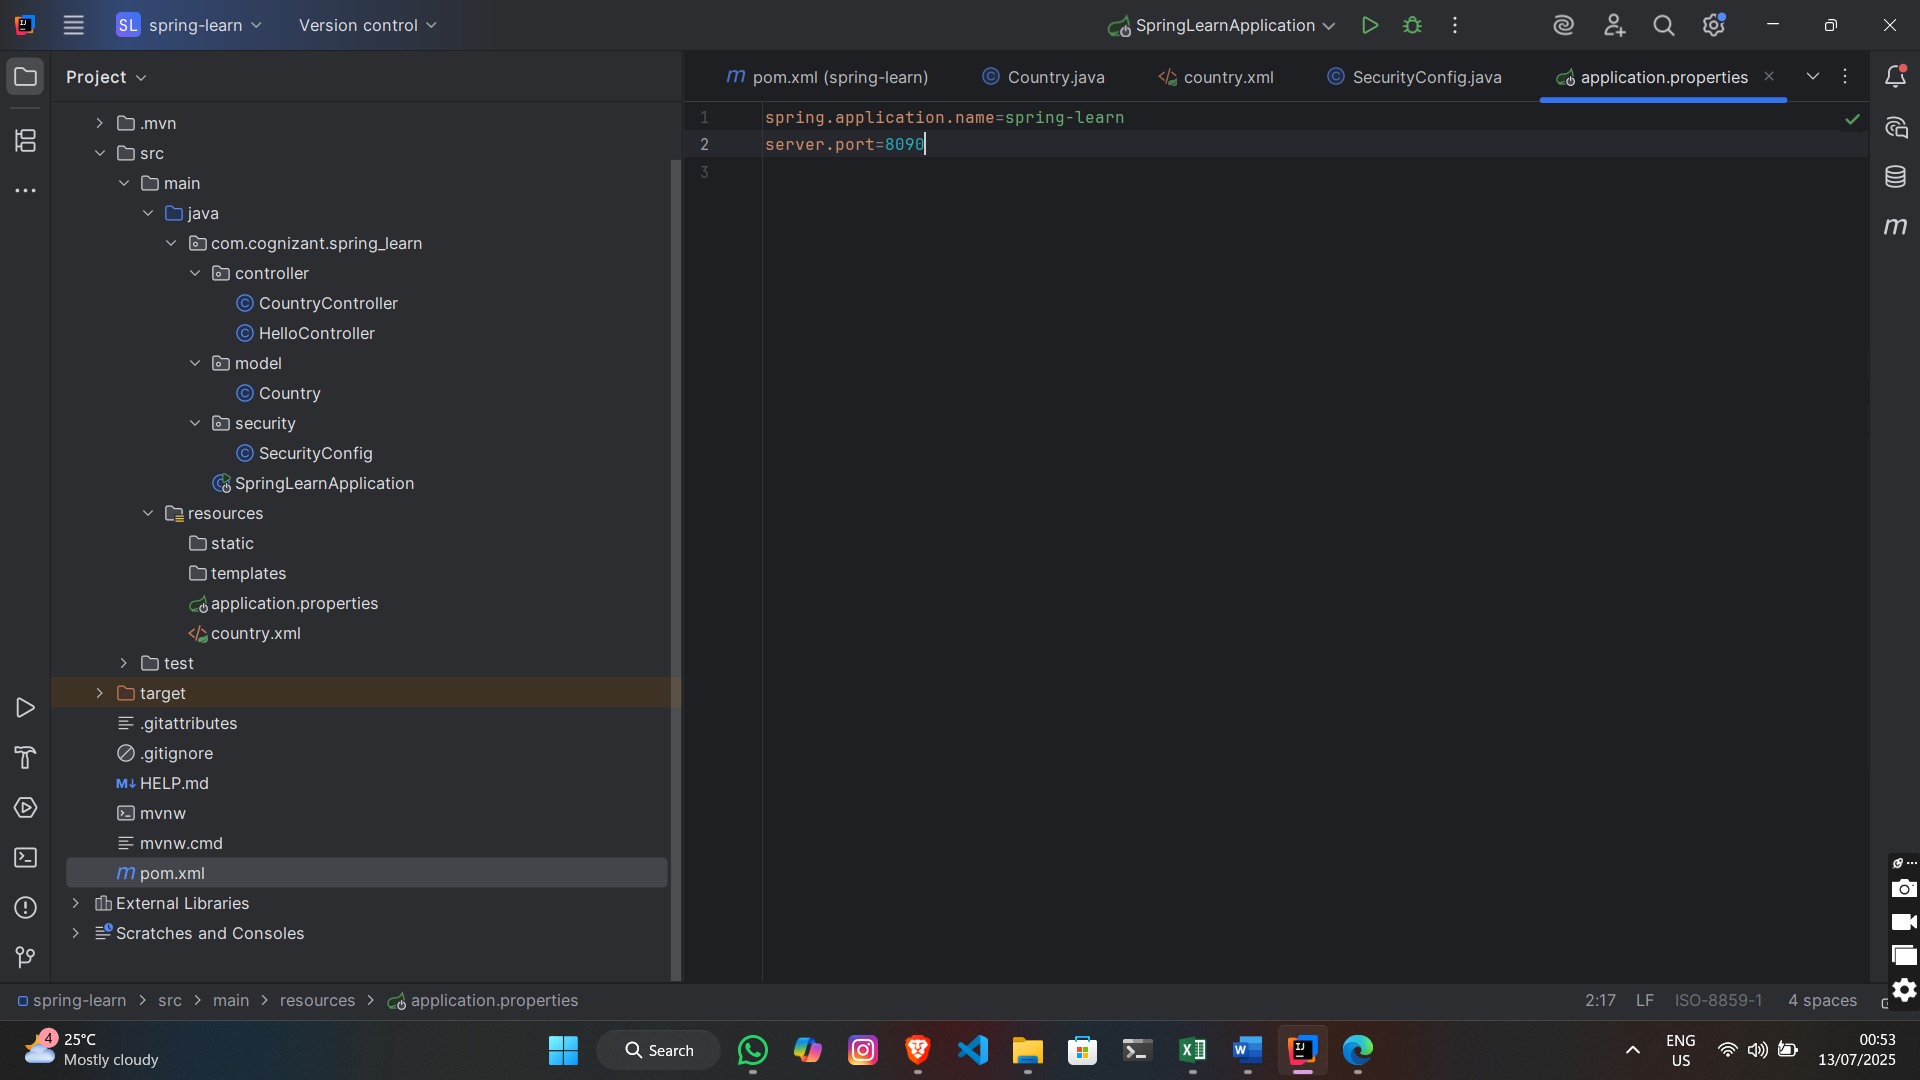 SL spring-learn Version control SpringLearnApplication
Project
pom.xml (spring-learn) Country.java country.xml SecurityConfig.java application.properties
.mvn
src
main
java
com.cognizant.spring_learn
controller
CountryController
HelloController
model
Country
security
SecurityConfig
SpringLearnApplication
resources
static
templates
application.properties
country.xml
test
target
.gitattributes
.gitignore
HELP.md
mvnw
mvnw.cmd
pom.xml
External Libraries
Scratches and Consoles
1 spring.application.name=spring-learn
2 server.port=8090
3
spring-learn > src > main > resources > application.properties
2:17 LF ISO-8859-1 4 spaces
4
25°C
Mostly cloudy
Search
ENG
US
00:53
13/07/2025